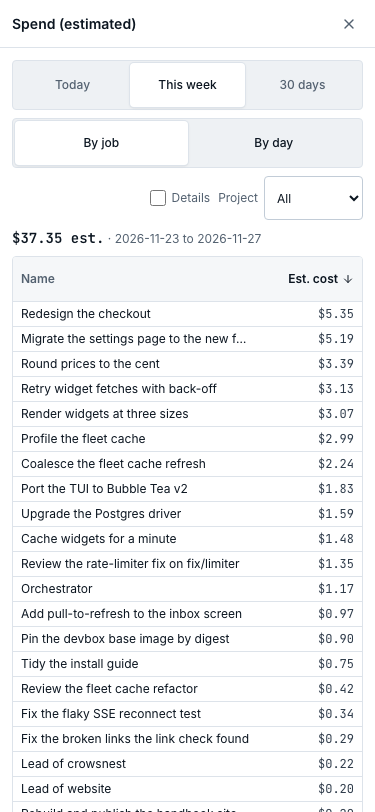 Spend (estimated) ×
Today This week 30 days
By job By day
Details Project All
$37.35 est. · 2026-11-23 to 2026-11-27
Name Est. cost ↓
Redesign the checkout $5.35
Migrate the settings page to the new f... $5.19
Round prices to the cent $3.39
Retry widget fetches with back-off $3.13
Render widgets at three sizes $3.07
Profile the fleet cache $2.99
Coalesce the fleet cache refresh $2.24
Port the TUI to Bubble Tea v2 $1.83
Upgrade the Postgres driver $1.59
Cache widgets for a minute $1.48
Review the rate-limiter fix on fix/limiter $1.35
Orchestrator $1.17
Add pull-to-refresh to the inbox screen $0.97
Pin the devbox base image by digest $0.90
Tidy the install guide $0.75
Review the fleet cache refactor $0.42
Fix the flaky SSE reconnect test $0.34
Fix the broken links the link check found $0.29
Lead of crowsnest $0.22
Lead of website $0.20